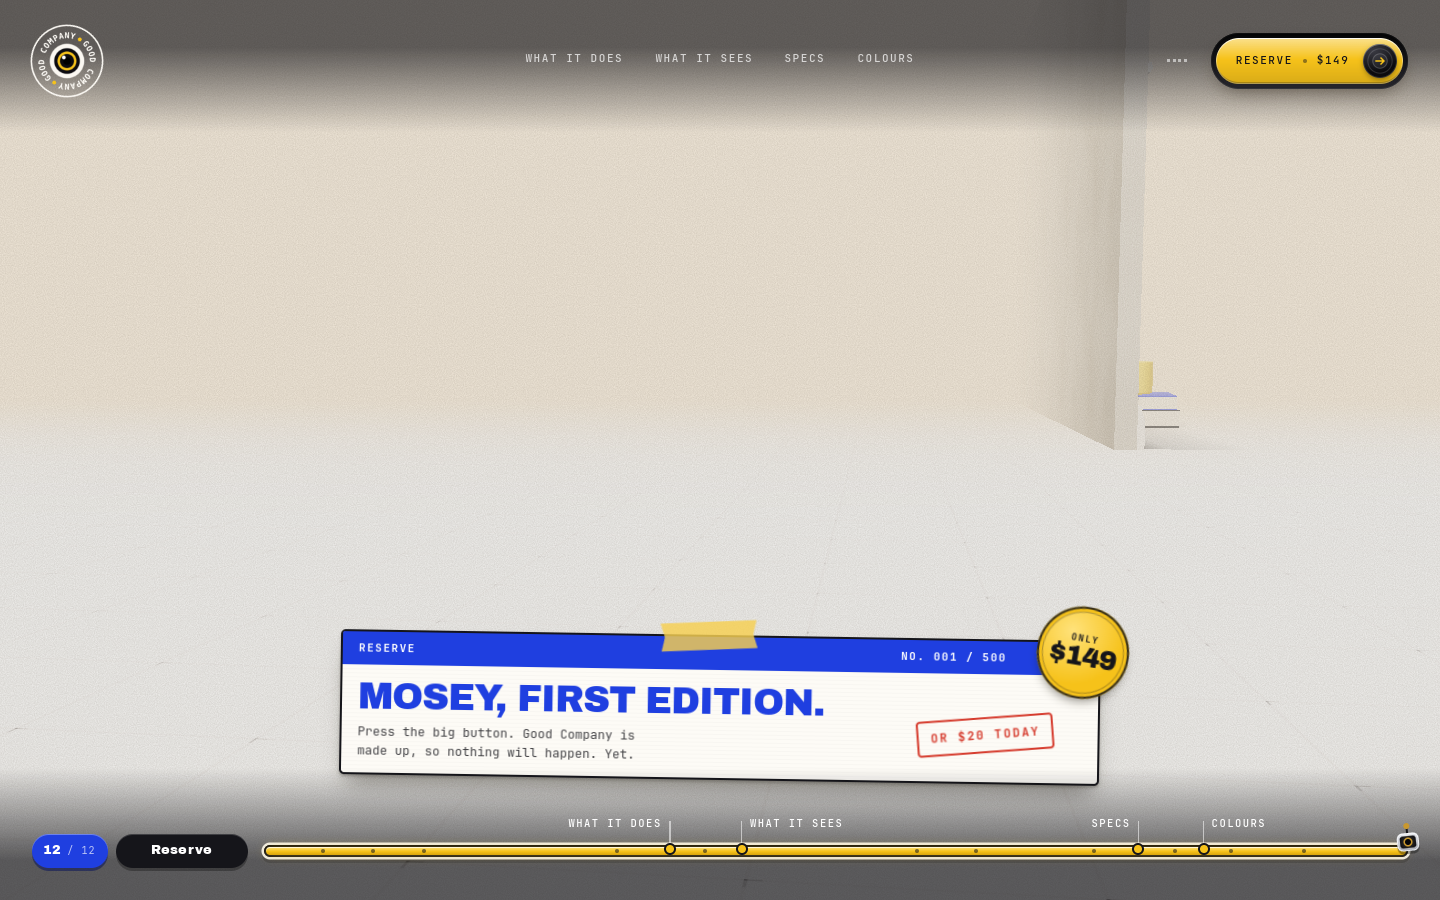 GOOD COMPANY • GOOD COMPANY •
WHAT IT DOES
WHAT IT SEES
SPECS
COLOURS
RESERVE • $149
RESERVE
NO. 001 / 500
ONLY
$149
MOSEY, FIRST EDITION.
Press the big button. Good Company is
made up, so nothing will happen. Yet.
OR $20 TODAY
WHAT IT DOES
WHAT IT SEES
SPECS
COLOURS
12 / 12
Reserve